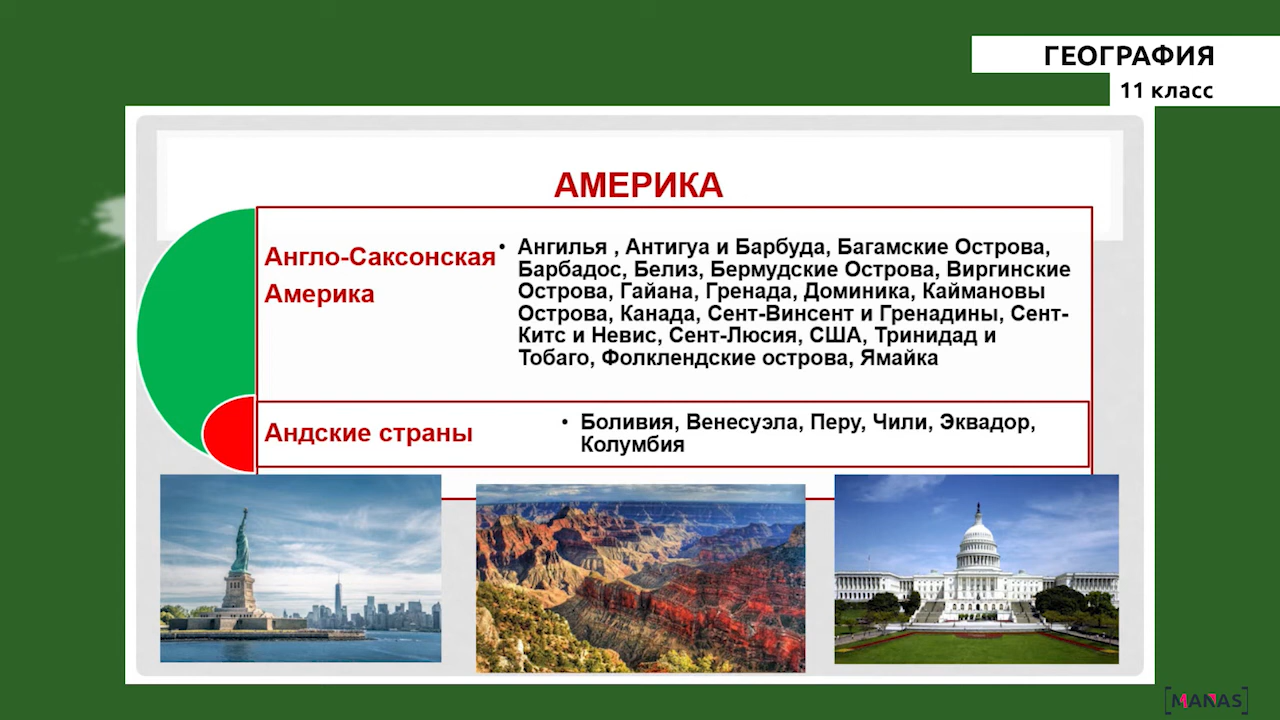 ГЕОГРАФИЯ
11 класс
АМЕРИКА
Англо-Саксонская
Америка
• Ангилья , Антигуа и Барбуда, Багамские Острова,
Барбадос, Белиз, Бермудские Острова, Виргинские
Острова, Гайана, Гренада, Доминика, Каймановы
Острова, Канада, Сент-Винсент и Гренадины, Сент-
Китс и Невис, Сент-Люсия, США, Тринидад и
Тобаго, Фолклендские острова, Ямайка
Андские страны
• Боливия, Венесуэла, Перу, Чили, Эквадор,
Колумбия
[MANAS]